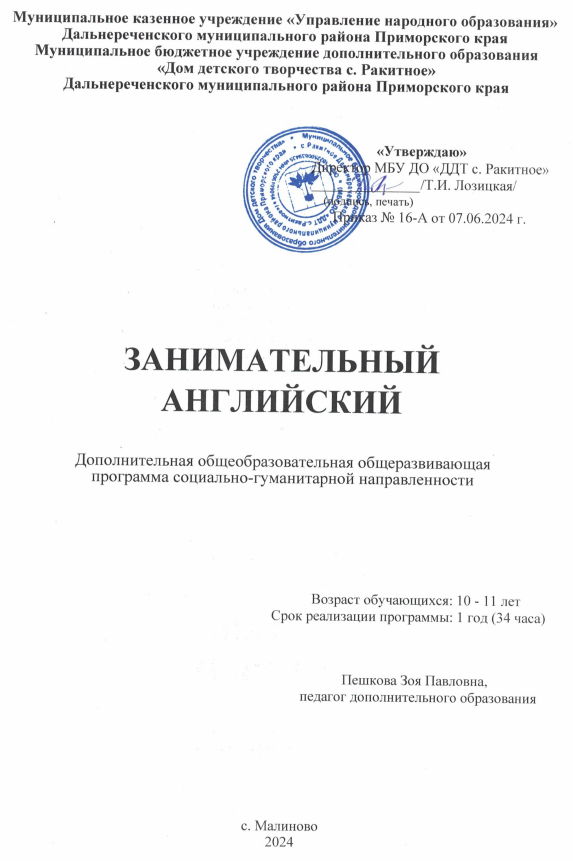 Муниципальное казенное учреждение «Управление народного образования»
Дальнереченского муниципального района Приморского края
Муниципальное бюджетное учреждение дополнительного образования
«Дом детского творчества с. Ракитное»
Дальнереченского муниципального района Приморского края
«Утверждаю»
Директор МБУ ДО «ДДТ с. Ракитное»
/Т.И. Лозицкая/
(подпись, печать)
Приказ № 16-А от 07.06.2024 г.
ЗАНИМАТЕЛЬНЫЙ
АНГЛИЙСКИЙ
Дополнительная общеобразовательная общеразвивающая
программа социально-гуманитарной направленности
Возраст обучающихся: 10 - 11 лет
Срок реализации программы: 1 год (34 часа)
Пешкова Зоя Павловна,
педагог дополнительного образования
с. Малиново
2024